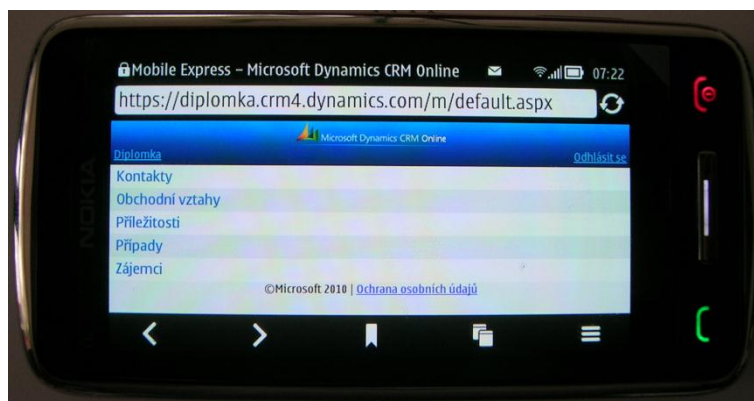 Mobile Express – Microsoft Dynamics CRM Online 07:22
https://diplomka.crm4.dynamics.com/m/default.aspx
Microsoft Dynamics CRM Online
Diplomka Odhlásit se
Kontakty
Obchodní vztahy
Příležitosti
Případy
Zájemci
©Microsoft 2010 | Ochrana osobních údajů
NOKIA